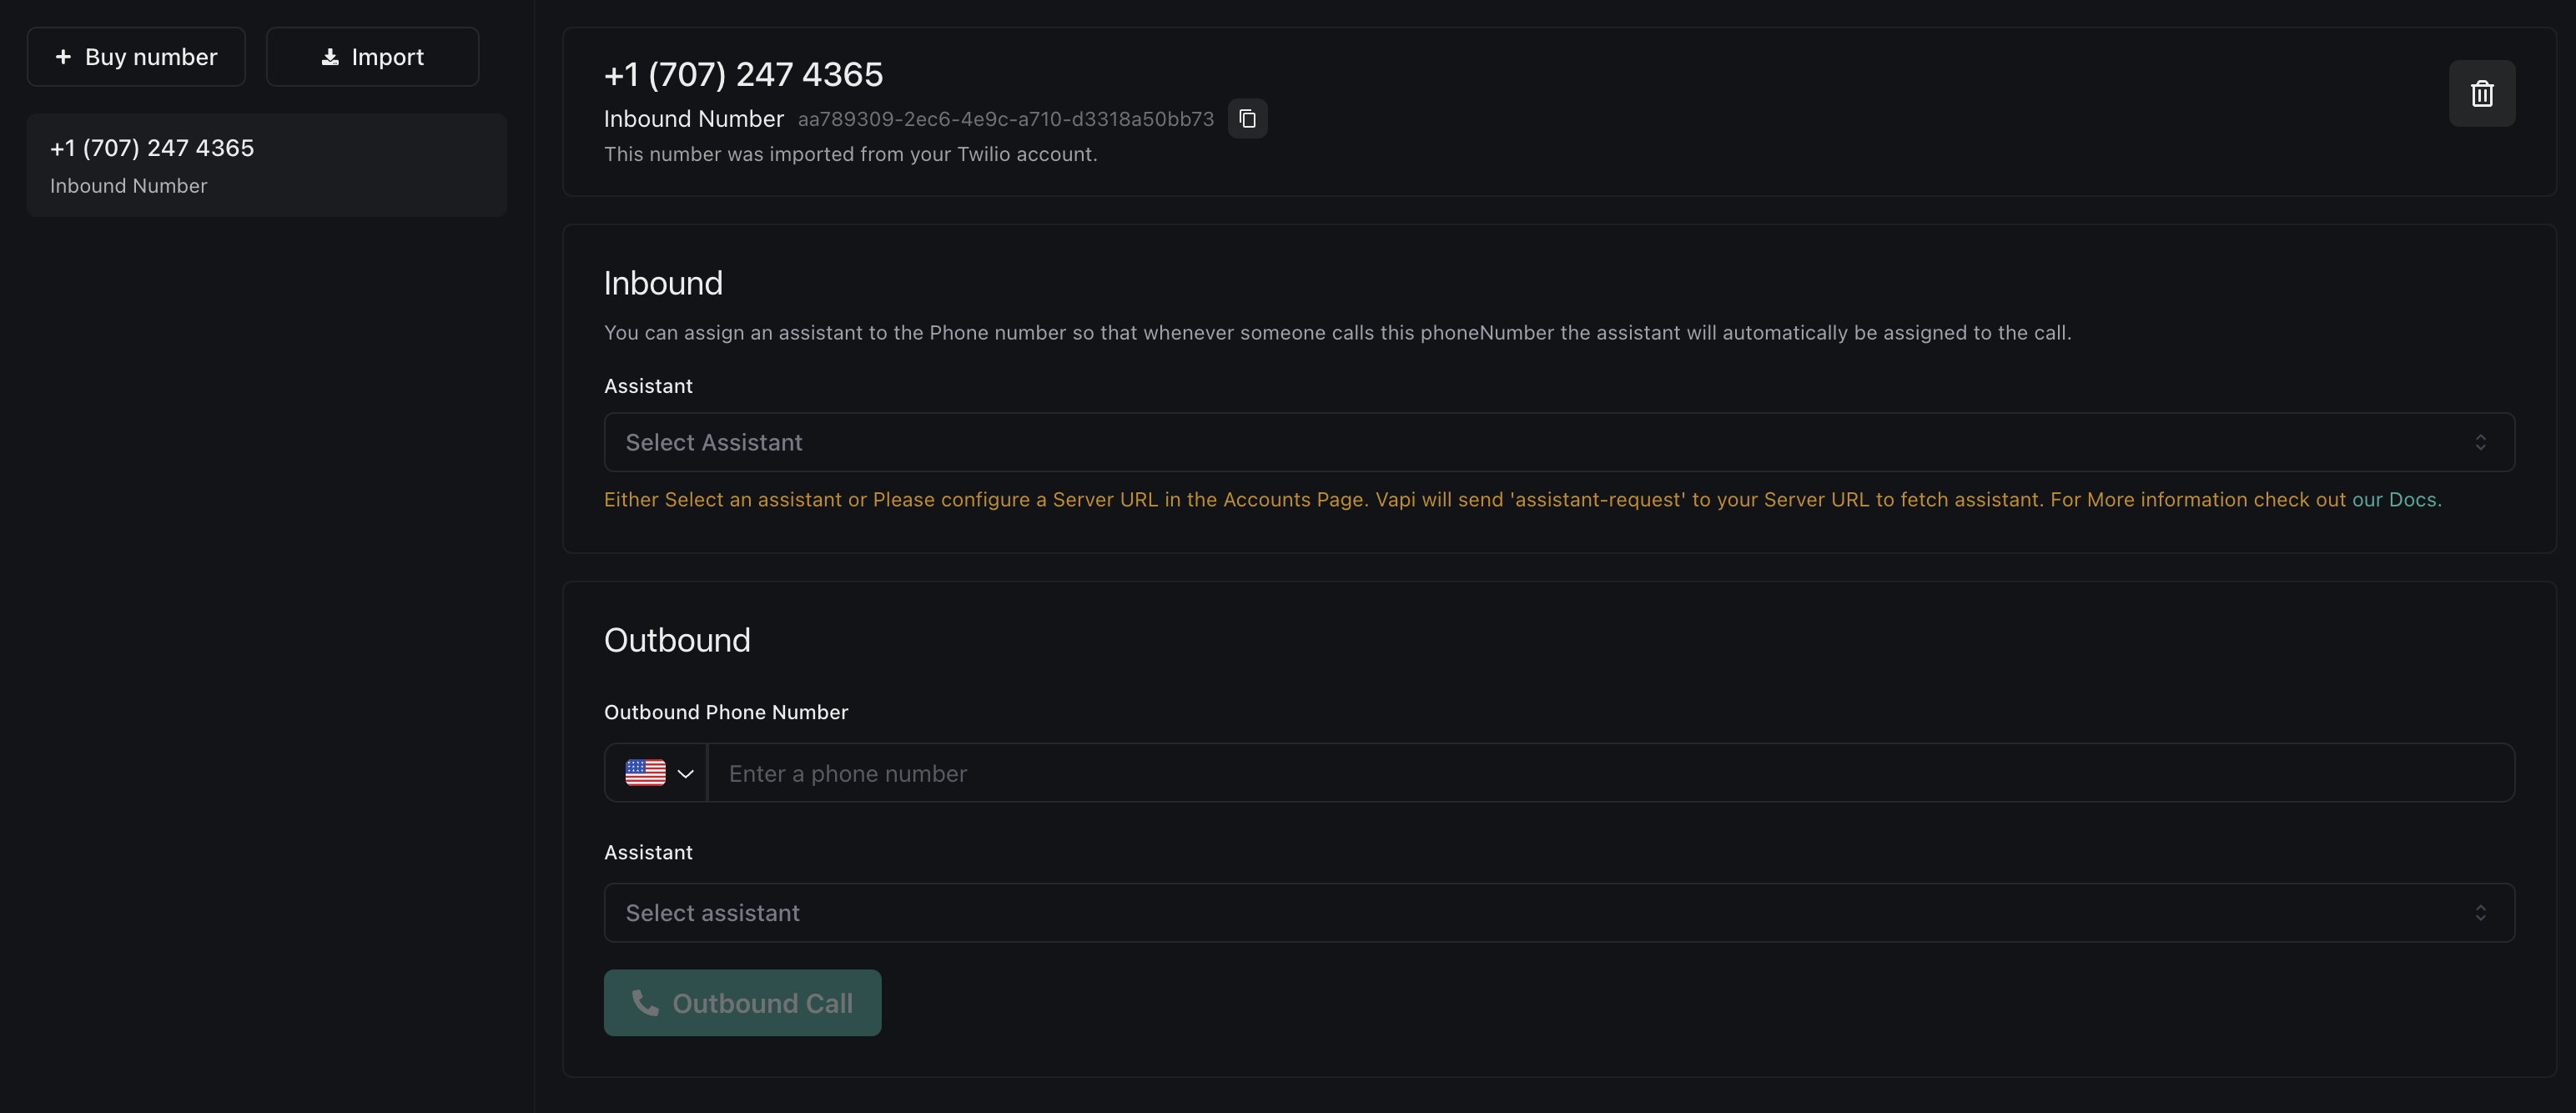 Buy number
Import
+1 (707) 247 4365
Inbound Number
+1 (707) 247 4365
Inbound Number aa789309-2ec6-4e9c-a710-d3318a50bb73
This number was imported from your Twilio account.
Inbound
You can assign an assistant to the Phone number so that whenever someone calls this phoneNumber the assistant will automatically be assigned to the call.
Assistant
Select Assistant
Either Select an assistant or Please configure a Server URL in the Accounts Page. Vapi will send 'assistant-request' to your Server URL to fetch assistant. For More information check out our Docs.
Outbound
Outbound Phone Number
Enter a phone number
Assistant
Select assistant
Outbound Call